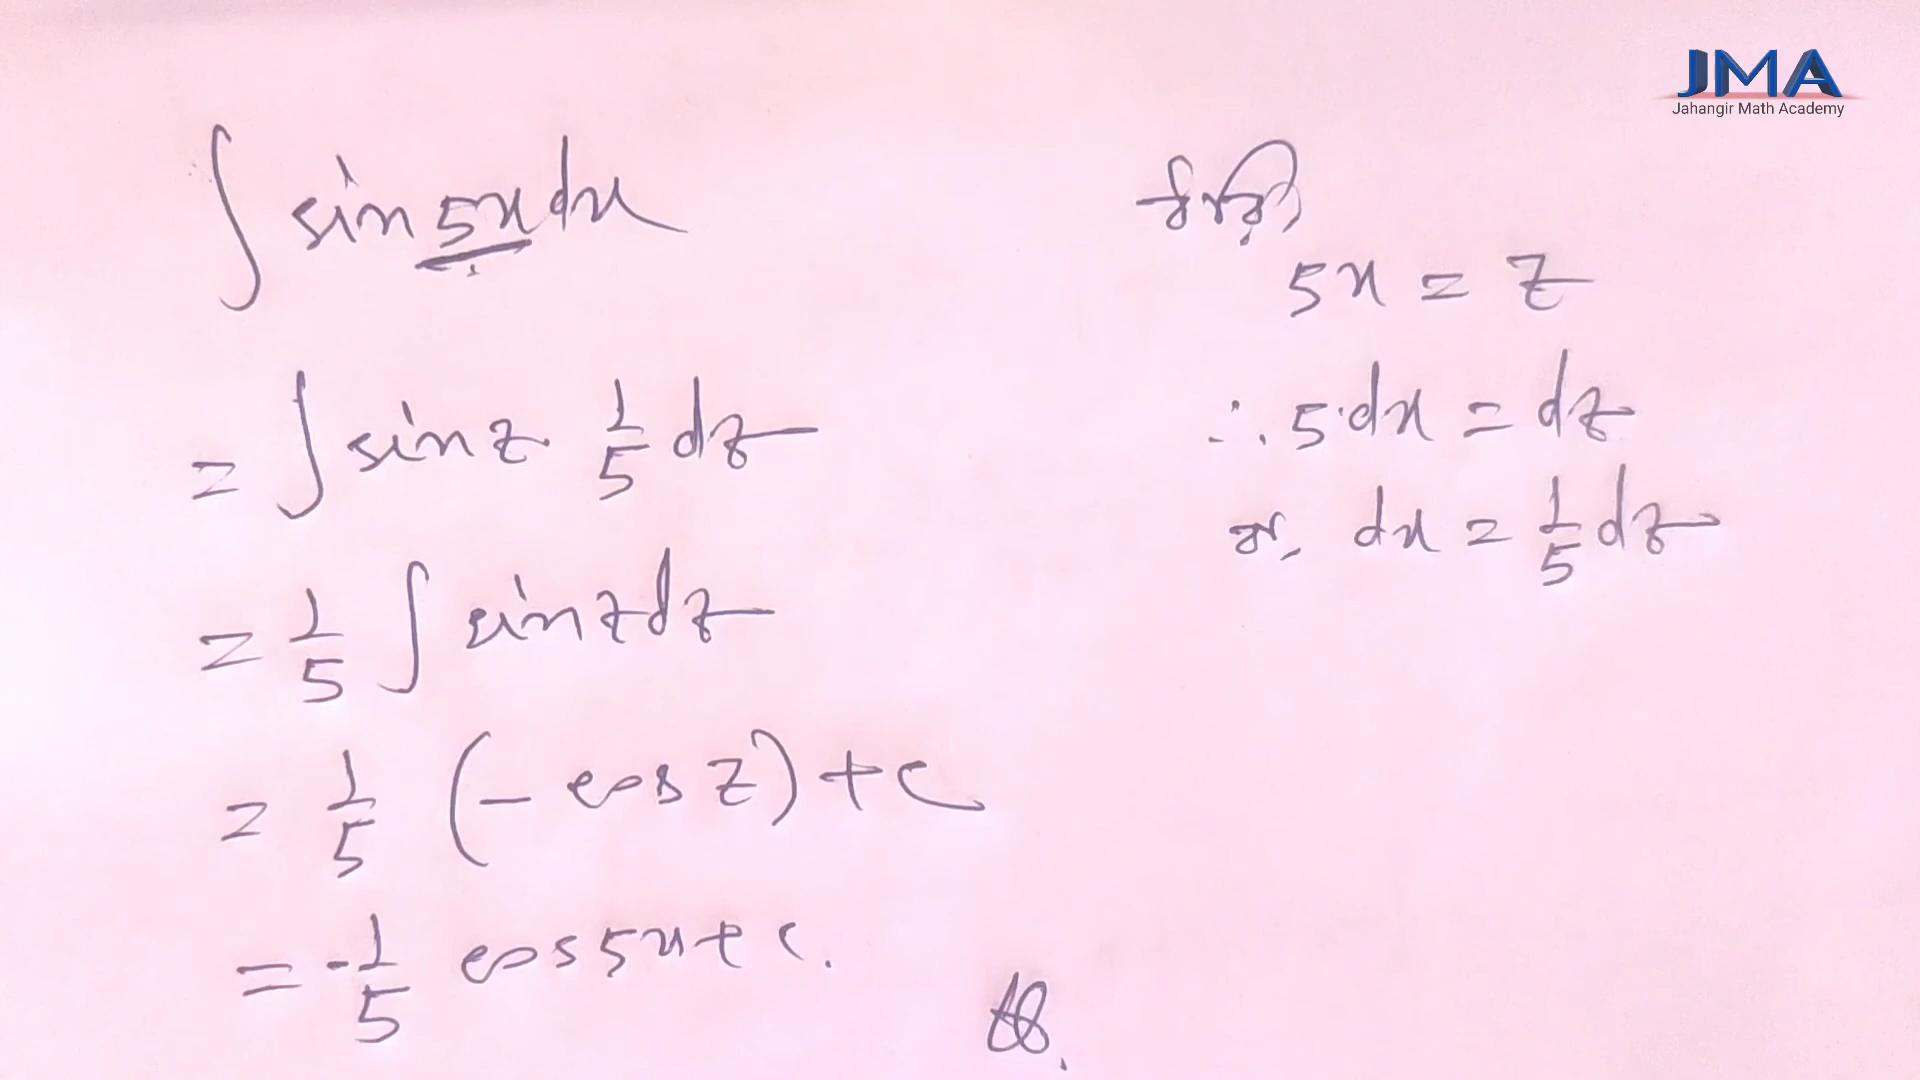 JMA
Jahangir Math Academy
∫ sin 5x dx
= ∫ sin z 1/5 dz
= 1/5 ∫ sin z dz
= 1/5 (- cos z) + c
= -1/5 cos 5x + c.
ধরি
5x = z
∴ 5·dx = dz
বা, dx = 1/5 dz